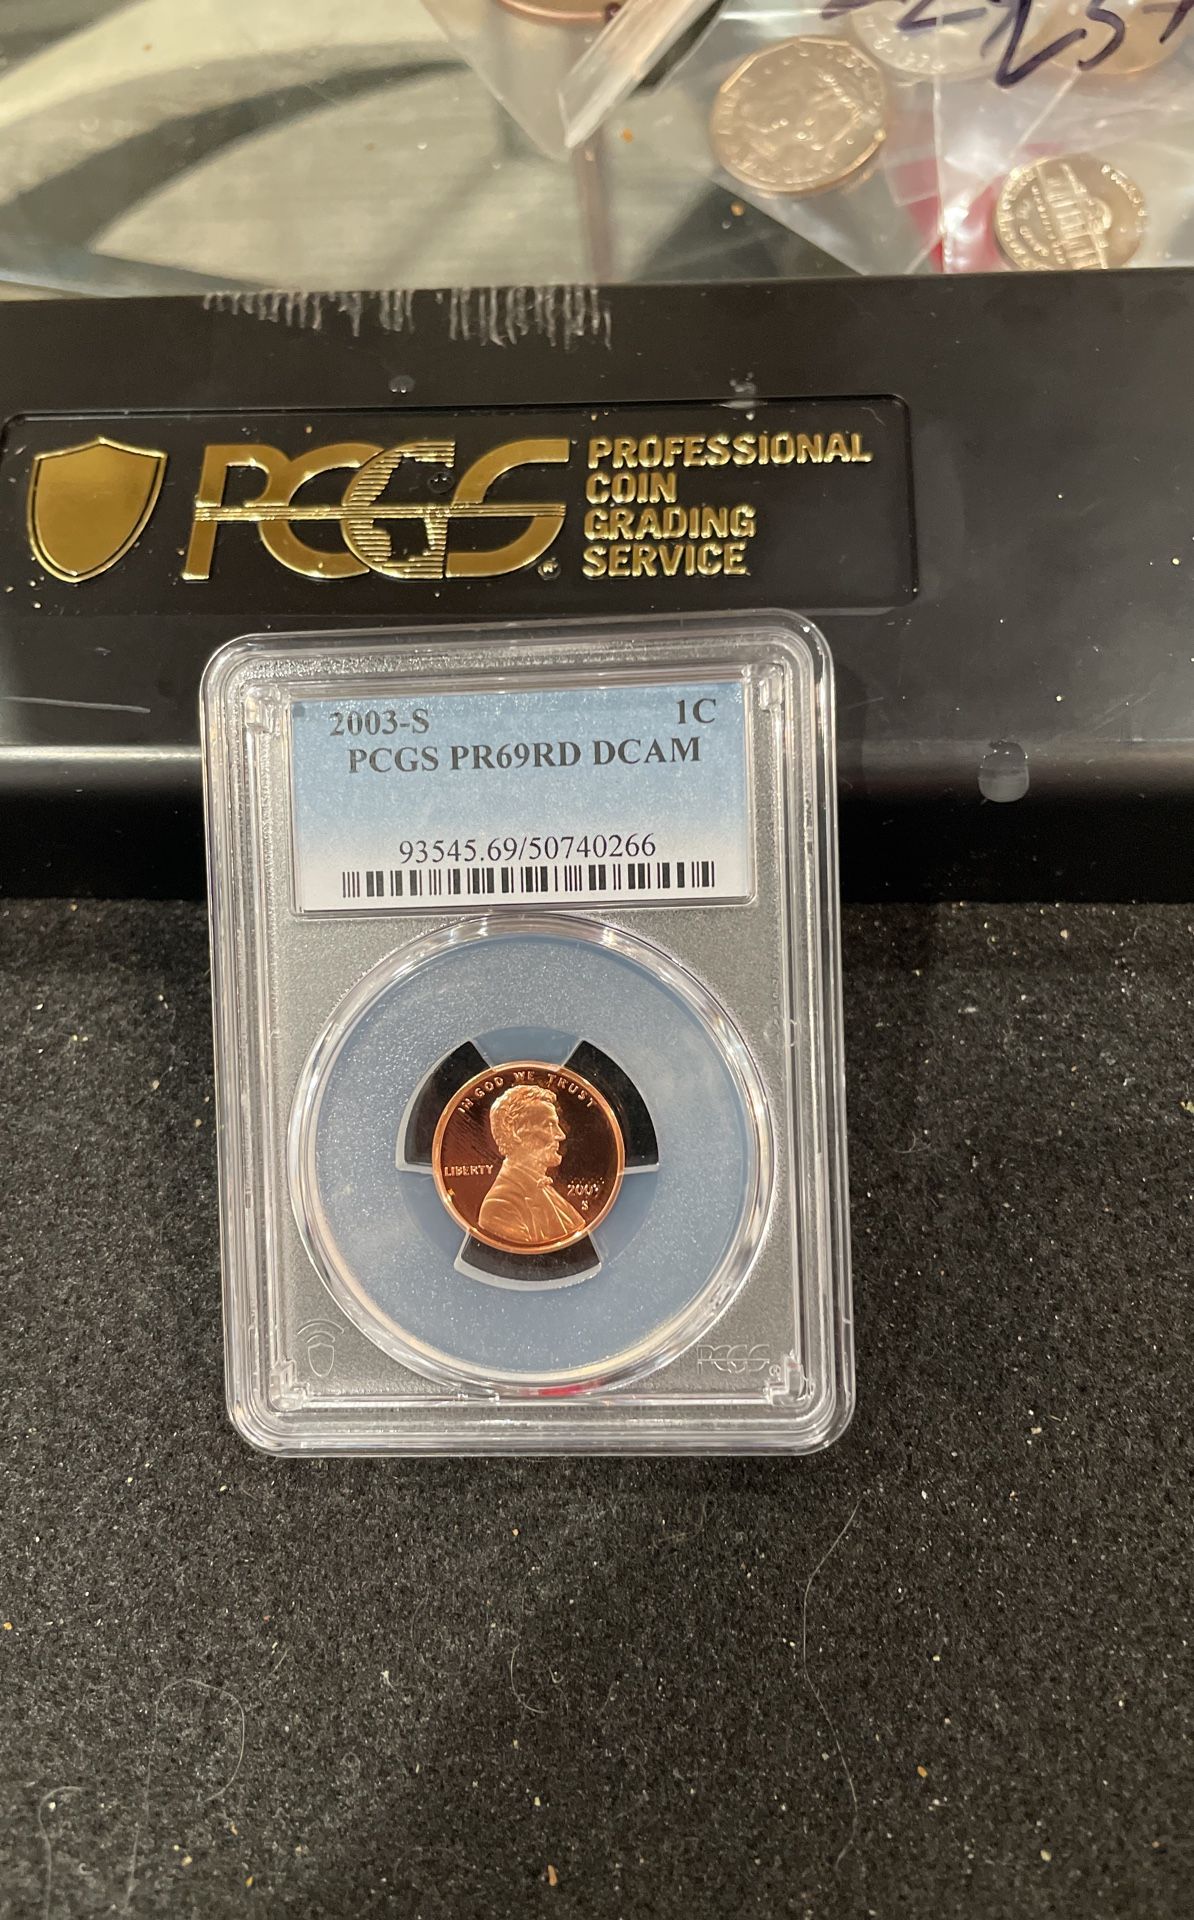 PCGS
PROFESSIONAL
COIN
GRADING
SERVICE
2003-S 1C
PCGS PR69RD DCAM
93545.69/50740266
IN GOD WE TRUST
LIBERTY
2003
S
PCGS